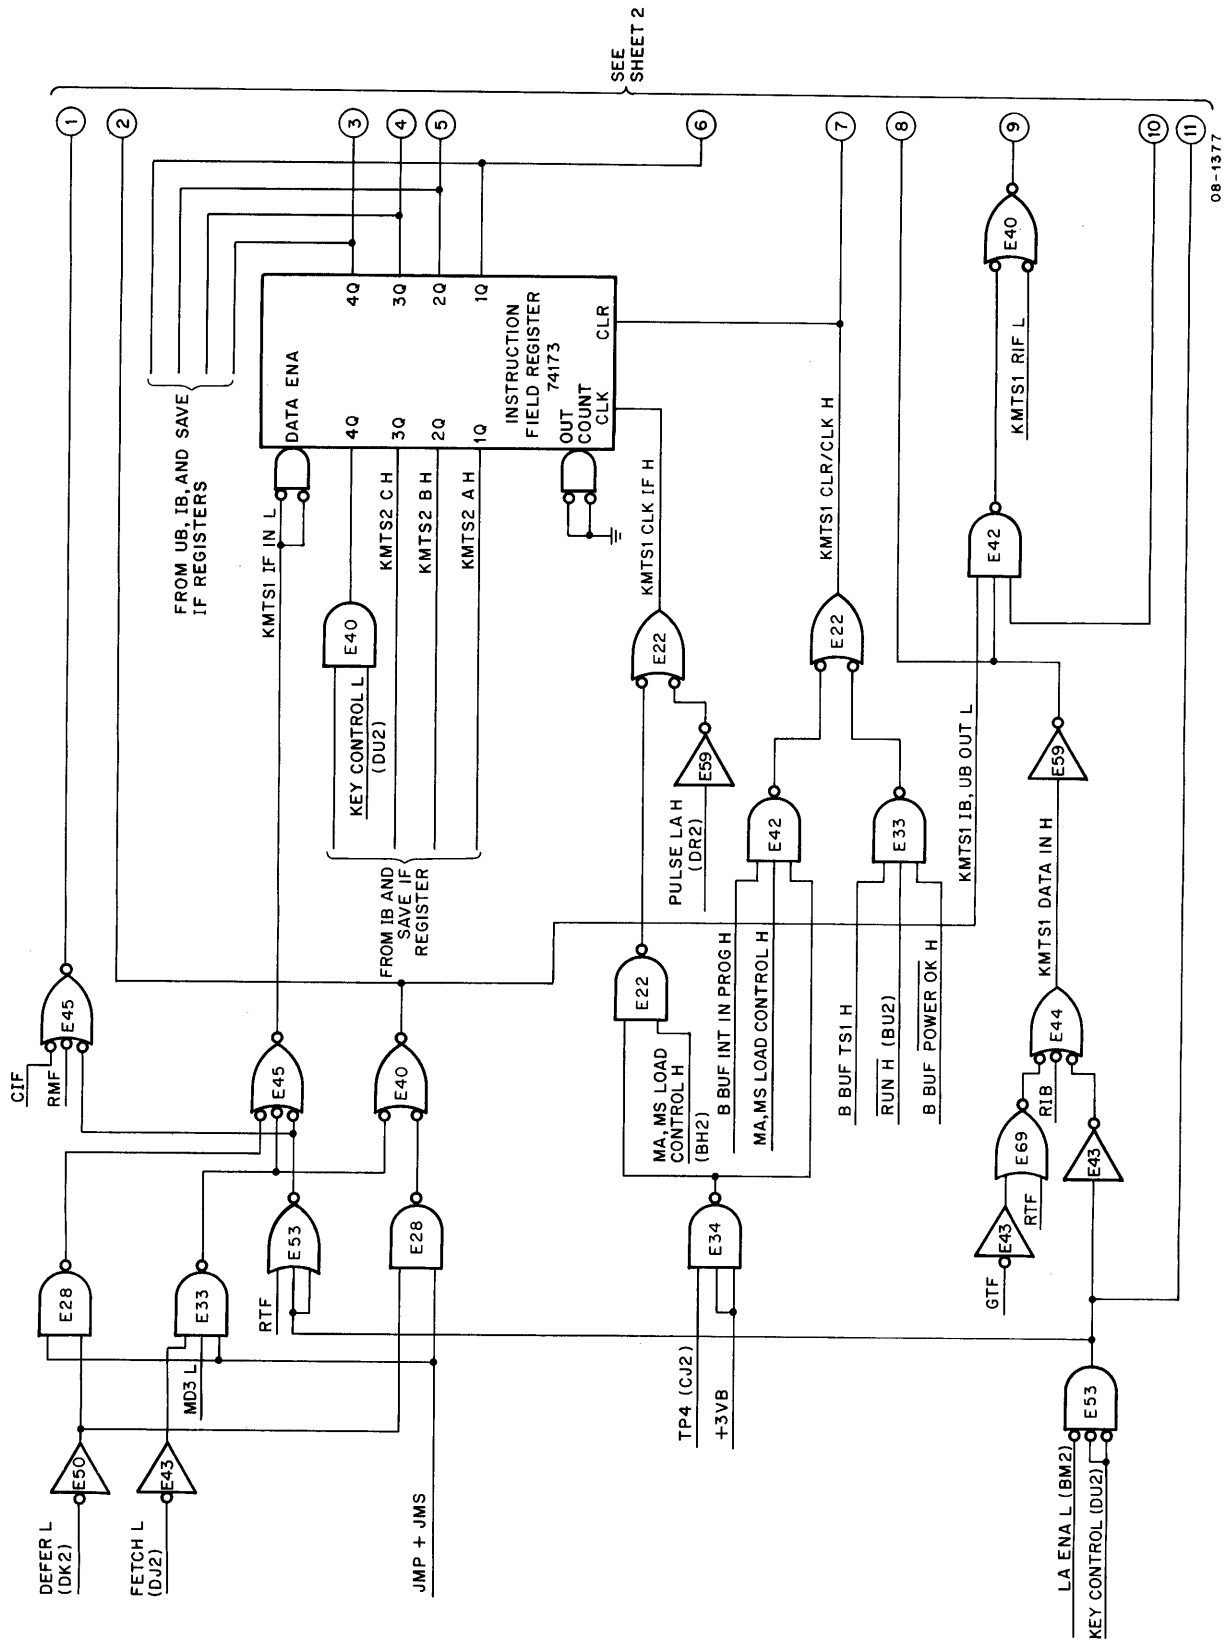 SEE
SHEET 2
1
2
3
4
5
6
7
8
9
10
11
08-1377
FROM UB, IB, AND SAVE
IF REGISTERS
DATA ENA
4Q
3Q
2Q
1Q
4Q
3Q
2Q
1Q
INSTRUCTION
FIELD REGISTER
74173
OUT
COUNT
CLK
CLR
KMTS1 IF IN L
E40
KEY CONTROL L
(DU2)
KMTS2 C H
KMTS2 B H
KMTS2 A H
FROM IB AND
SAVE IF
REGISTER
KMTS1 CLK IF H
E22
E59
PULSE LA H
(DR2)
KMTS1 CLR/CLK H
E22
E42
E33
B BUF INT IN PROG H
MA,MS LOAD CONTROL H
B BUF TS1 H
RUN H (BU2)
B BUF POWER OK H
KMTS1 IB, UB OUT L
E40
KMTS1 RIF L
E42
E59
KMTS1 DATA IN H
E44
CIF
RMF
E45
E45
E40
E22
MA,MS LOAD
CONTROL H
(BH2)
E28
E33
MD3 L
RTF
E53
E28
E34
TP4 (CJ2)
+3VB
E69
RIB
E43
E43
RTF
GTF
DEFER L
(DK2)
E50
FETCH L
(DJ2)
E43
JMP + JMS
E53
LA ENA L (BM2)
KEY CONTROL (DU2)